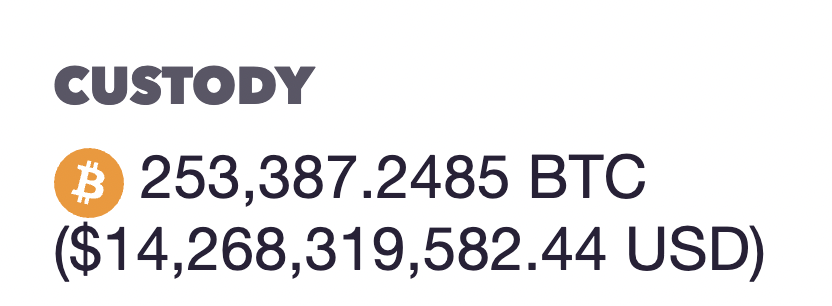 CUSTODY
253,387.2485 BTC
($14,268,319,582.44 USD)